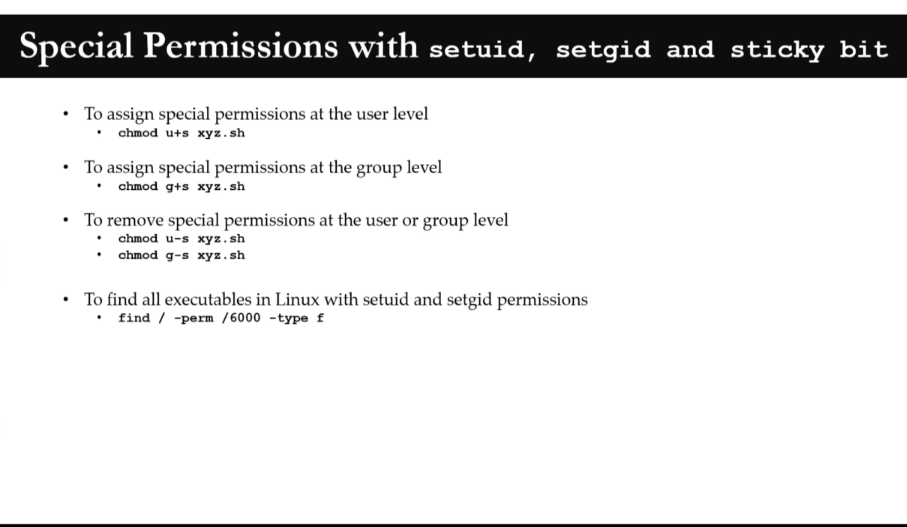 Special Permissions with setuid, setgid and sticky bit
• To assign special permissions at the user level
• chmod u+s xyz.sh
• To assign special permissions at the group level
• chmod g+s xyz.sh
• To remove special permissions at the user or group level
• chmod u-s xyz.sh
• chmod g-s xyz.sh
• To find all executables in Linux with setuid and setgid permissions
• find / -perm /6000 -type f